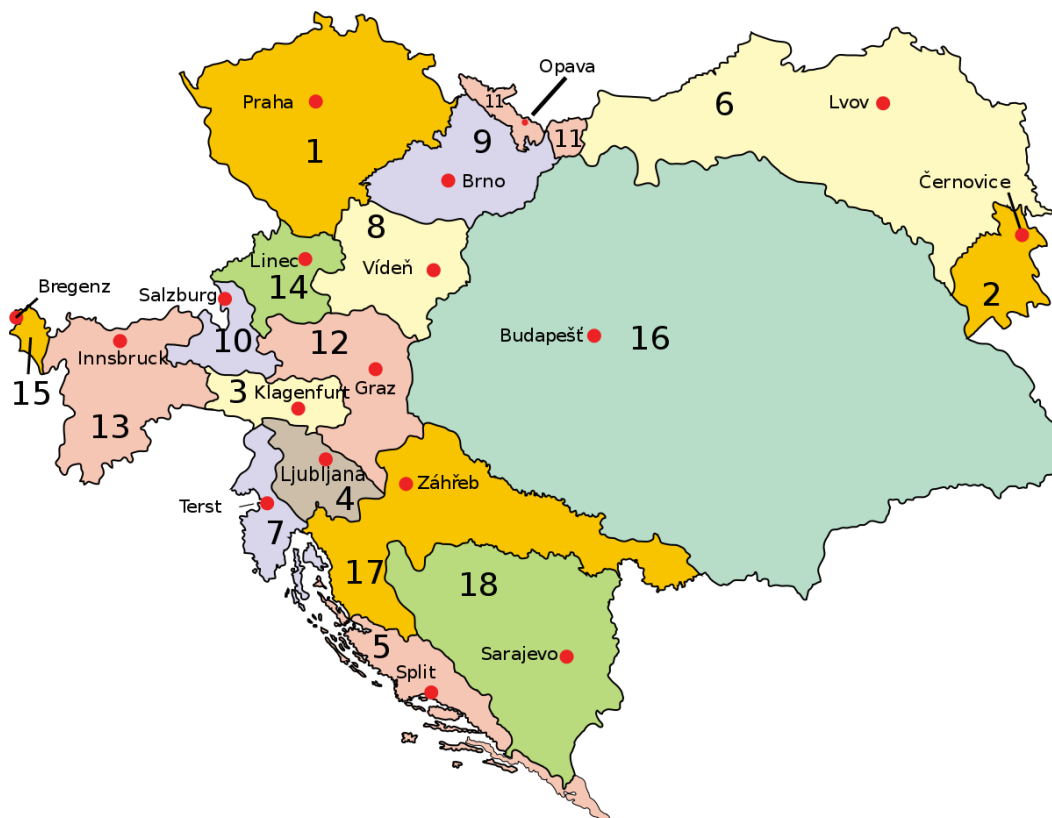 Opava
11
6
Lvov
Praha
9
11
1
Brno
Černovice
8
Linec
Vídeň
14
2
Bregenz
Salzburg
10
12
Budapešť
16
Innsbruck
15
3
Klagenfurt
Graz
13
Ljubljana
Záhřeb
4
Terst
7
17
18
5
Sarajevo
Split